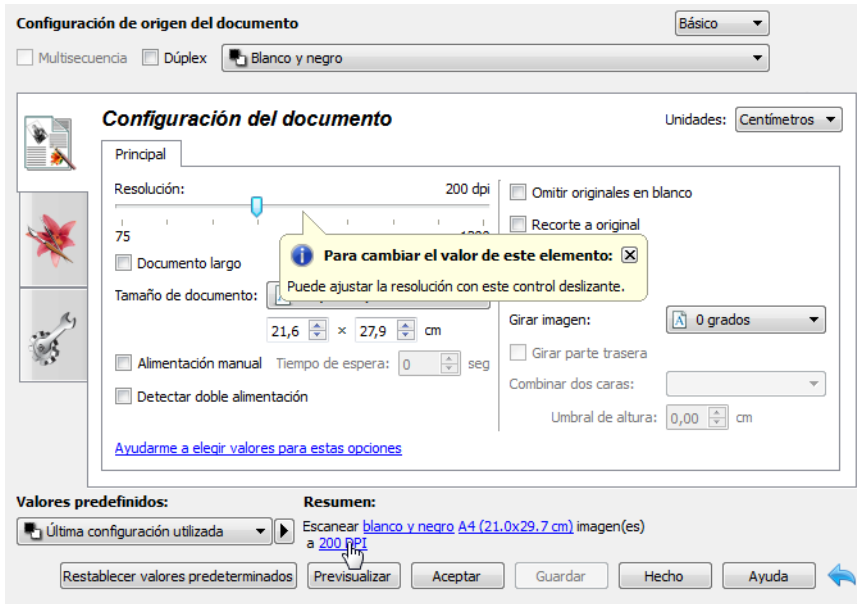 Configuración de origen del documento
Básico
Multisecuencia
Dúplex
Blanco y negro
Configuración del documento
Unidades: Centímetros
Principal
Resolución: 200 dpi
75
Omitir originales en blanco
Recorte a original
Para cambiar el valor de este elemento:
Puede ajustar la resolución con este control deslizante.
Documento largo
Tamaño de documento:
21,6 × 27,9 cm
Girar imagen: 0 grados
Alimentación manual Tiempo de espera: 0 seg
Girar parte trasera
Detectar doble alimentación
Combinar dos caras:
Umbral de altura: 0,00 cm
Ayudarme a elegir valores para estas opciones
Valores predefinidos:
Última configuración utilizada
Resumen:
Escanear blanco y negro A4 (21.0x29.7 cm) imagen(es)
a 200 DPI
Restablecer valores predeterminados
Previsualizar
Aceptar
Guardar
Hecho
Ayuda